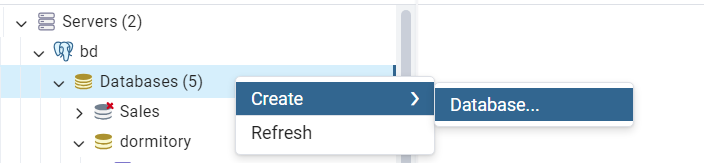 Servers (2)
bd
Databases (5)
Create
Database...
Sales
Refresh
dormitory